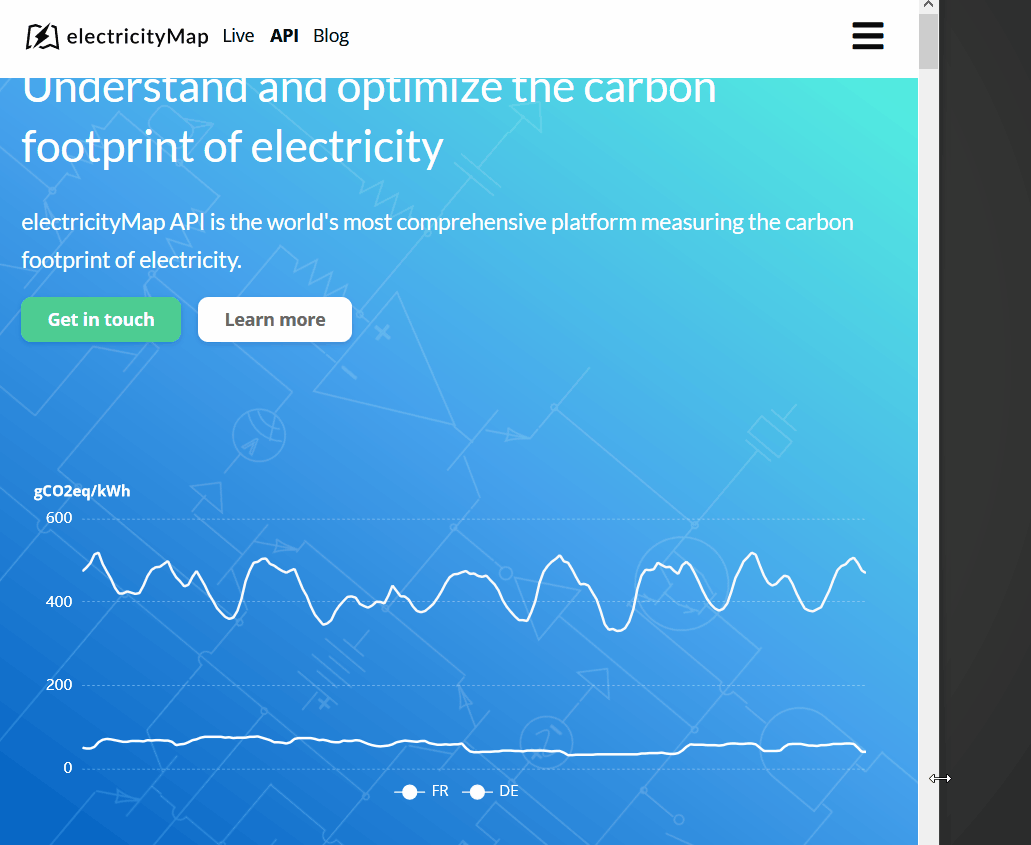 electricityMap Live API Blog
Understand and optimize the carbon
footprint of electricity
electricityMap API is the world's most comprehensive platform measuring the carbon
footprint of electricity.
Get in touch Learn more
gCO2eq/kWh
600
400
200
0
FR DE